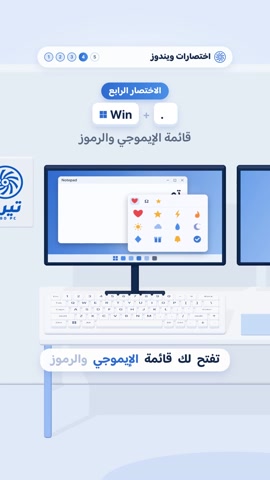 اختصارات ويندوز
1 2 3 4 5
الاختصار الرابع
Win + .
قائمة الإيموجي والرموز
Notepad
تفتح لك قائمة الإيموجي والرموز